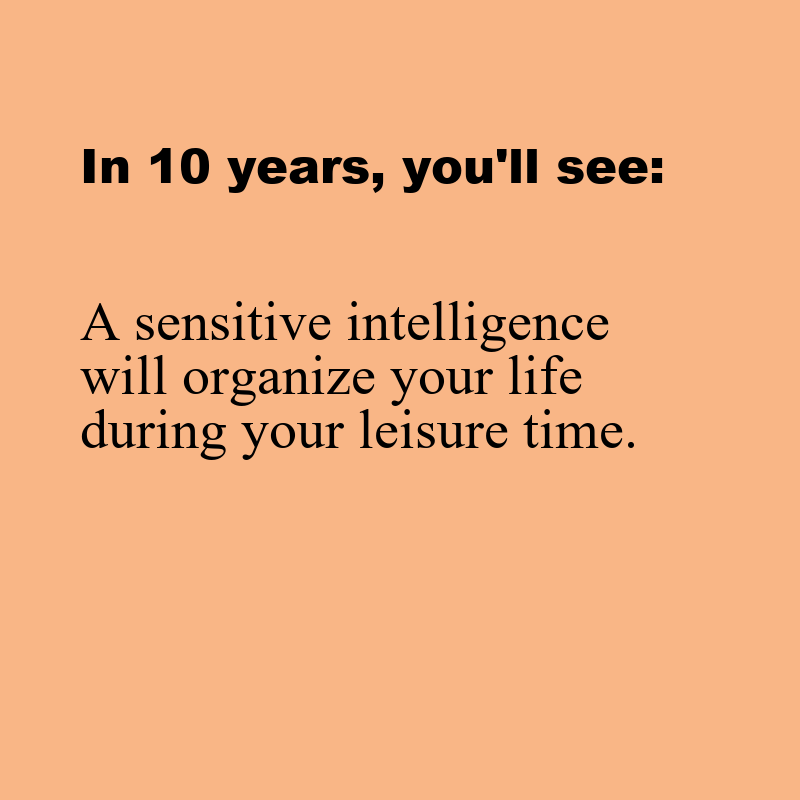 In 10 years, you'll see:
A sensitive intelligence
will organize your life
during your leisure time.